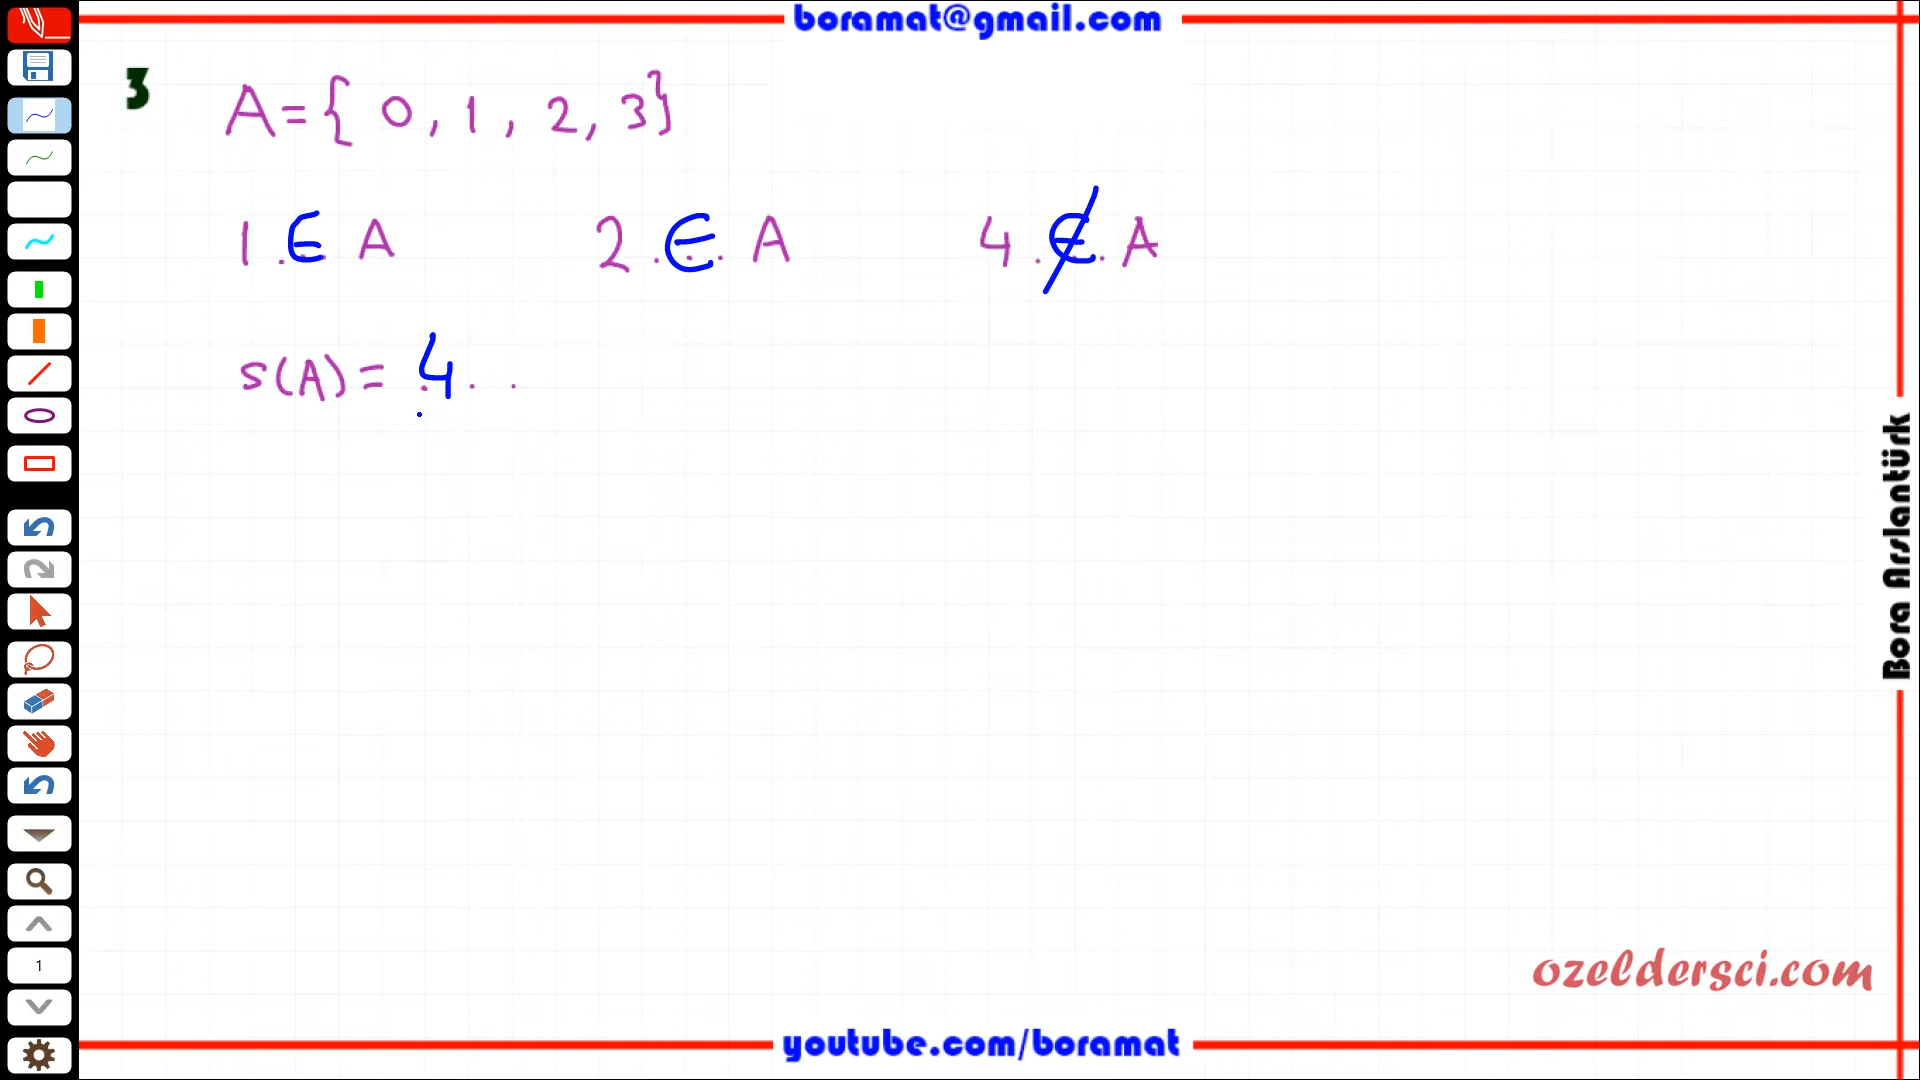 boramat@gmail.com
3
A = { 0, 1, 2, 3}
1 ∈ A 2 ∈ A 4 ∉ A
s(A) = 4
Bora Arslantürk
1
ozeldersci.com
youtube.com/boramat